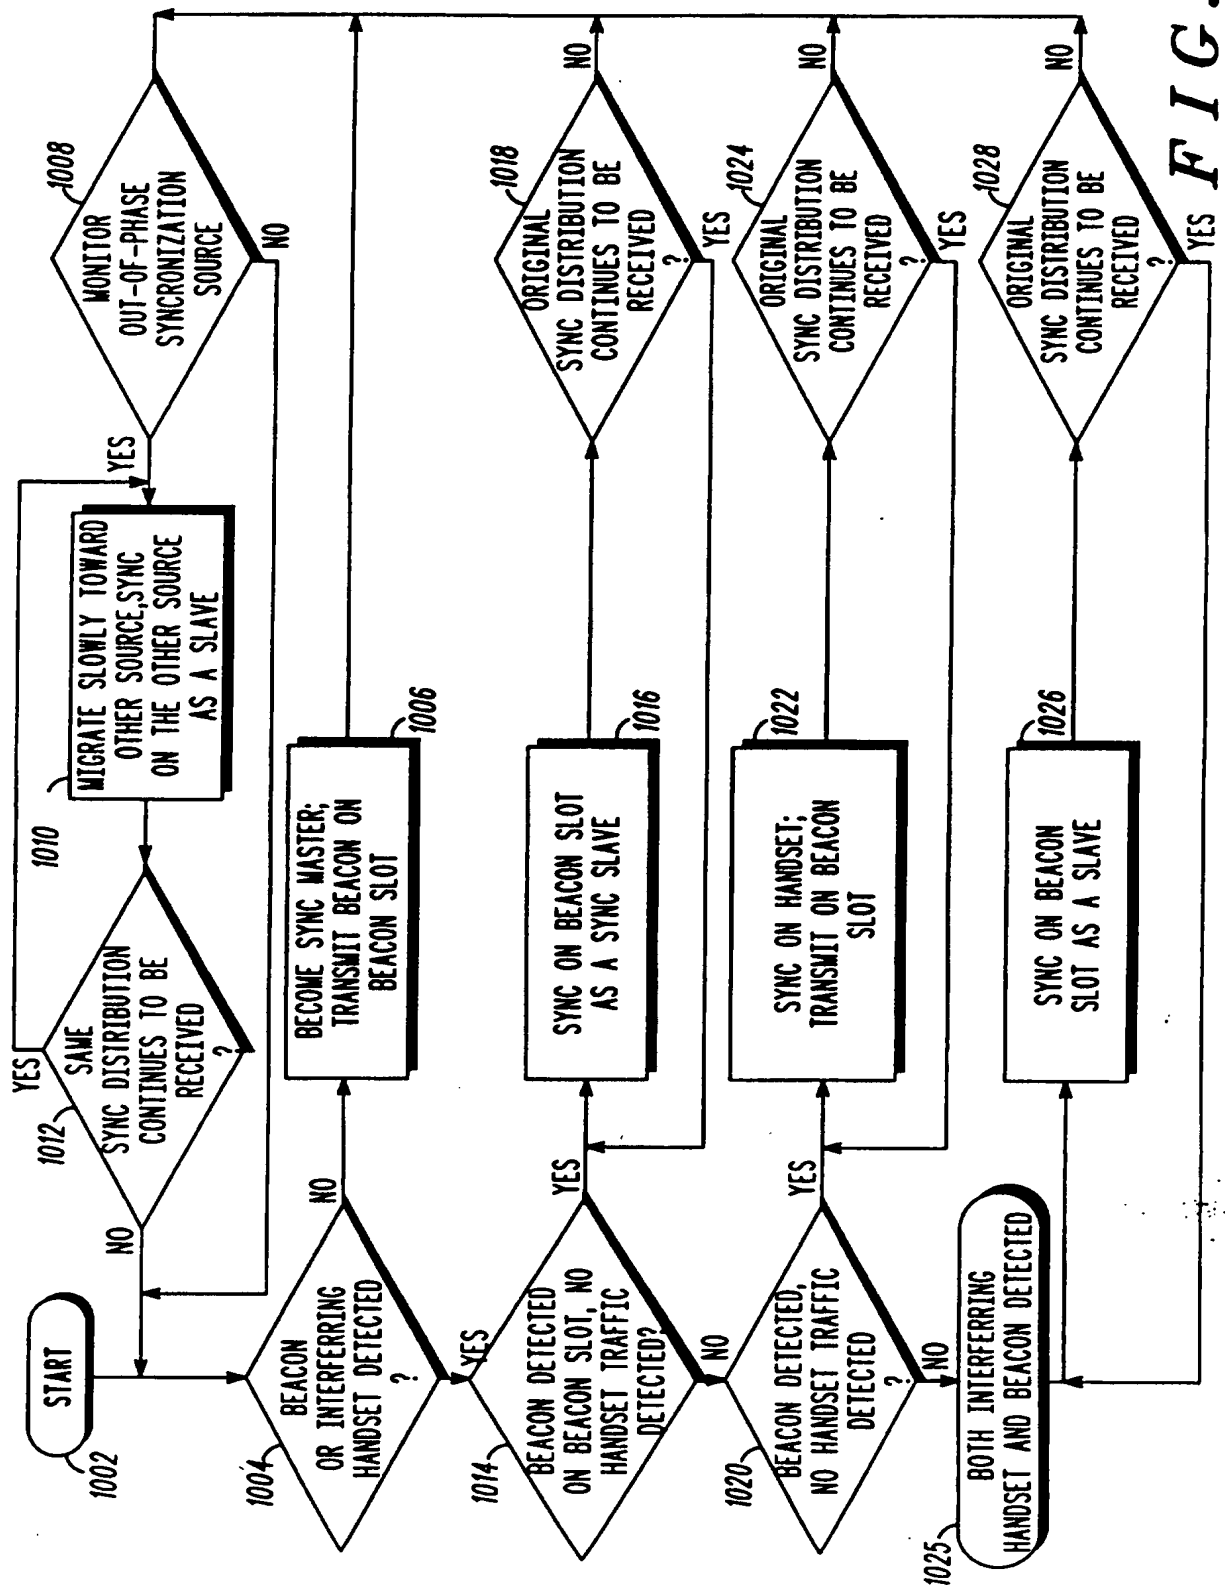 START
1002
BEACON
OR INTERFERRING
HANDSET DETECTED
?
1004
NO
YES
BECOME SYNC MASTER;
TRANSMIT BEACON ON
BEACON SLOT
1006
MONITOR
OUT-OF-PHASE
SYNCRONIZATION
SOURCE
1008
YES
NO
MIGRATE SLOWLY TOWARD
OTHER SOURCE,SYNC
ON THE OTHER SOURCE
AS A SLAVE
1010
SAME
SYNC DISTRIBUTION
CONTINUES TO BE
RECEIVED
?
1012
YES
NO
BEACON DETECTED
ON BEACON SLOT, NO
HANDSET TRAFFIC
DETECTED?
1014
YES
NO
SYNC ON BEACON SLOT
AS A SYNC SLAVE
1016
ORIGINAL
SYNC DISTRIBUTION
CONTINUES TO BE
RECEIVED
?
1018
NO
YES
BEACON DETECTED,
NO HANDSET TRAFFIC
DETECTED
?
1020
YES
NO
SYNC ON HANDSET;
TRANSMIT ON BEACON
SLOT
1022
ORIGINAL
SYNC DISTRIBUTION
CONTINUES TO BE
RECEIVED
?
1024
NO
YES
BOTH INTERFERRING
HANDSET AND BEACON DETECTED
1025
SYNC ON BEACON
SLOT AS A SLAVE
1026
ORIGINAL
SYNC DISTRIBUTION
CONTINUES TO BE
RECEIVED
?
1028
NO
YES
FIG.